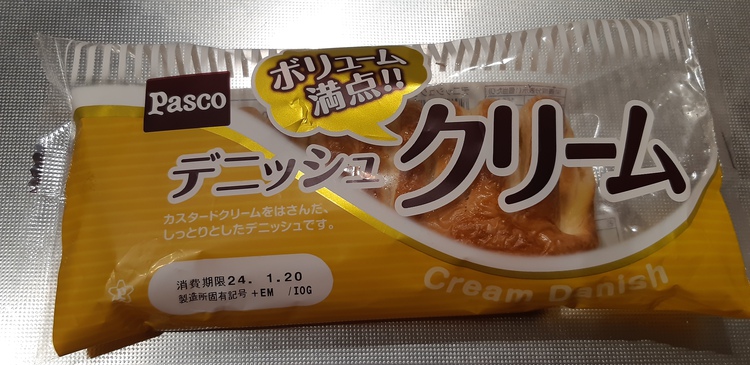 Pasco
ボリューム
満点!!
デニッシュ
クリーム
カスタードクリームをはさんだ、
しっとりとしたデニッシュです。
消費期限24. 1.20
製造所固有記号 +EM /IOG
Cream Danish